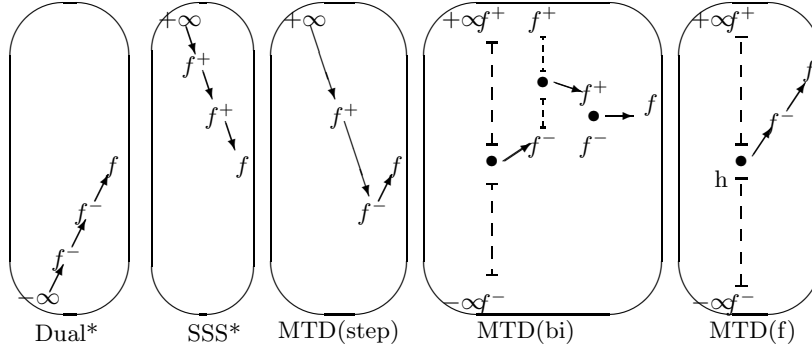 +∞ +∞ +∞f⁺ f⁺ +∞f⁺
f⁺ f⁺ f
f⁺ f⁺ f f⁻
f f f f⁻ f⁻
h
f⁻ f⁻
f⁻
−∞ −∞f⁻ −∞f⁻
Dual* SSS* MTD(step) MTD(bi) MTD(f)